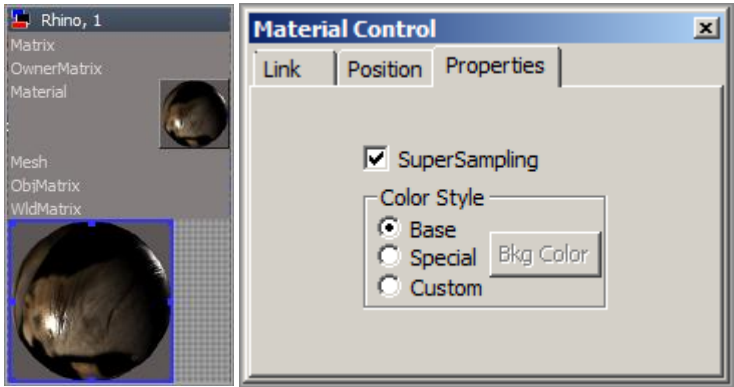 Rhino, 1
Matrix
OwnerMatrix
Material
Mesh
ObjMatrix
WldMatrix
Material Control
Link Position Properties
SuperSampling
Color Style
Base
Special Bkg Color
Custom